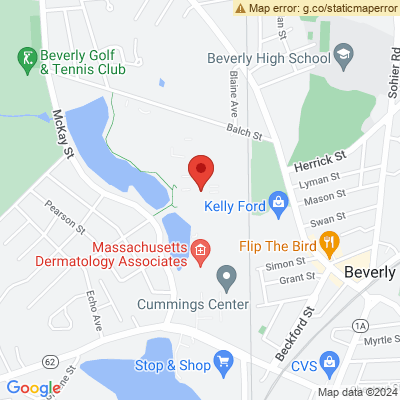 Map error: g.co/staticmaperror
Beverly Golf
& Tennis Club
Beverly High School
Sohier Rd
Blaine Ave
McKay St
Balch St
Herrick St
Lyman St
Mason St
Kelly Ford
Swan St
Pearson St
Flip The Bird
Massachusetts
Dermatology Associates
Simon St
Beverly
Grant St
Cummings Center
Echo Ave
Beckford St
1A
Myrtle St
62
Stop & Shop
CVS
Google
Map data ©2024